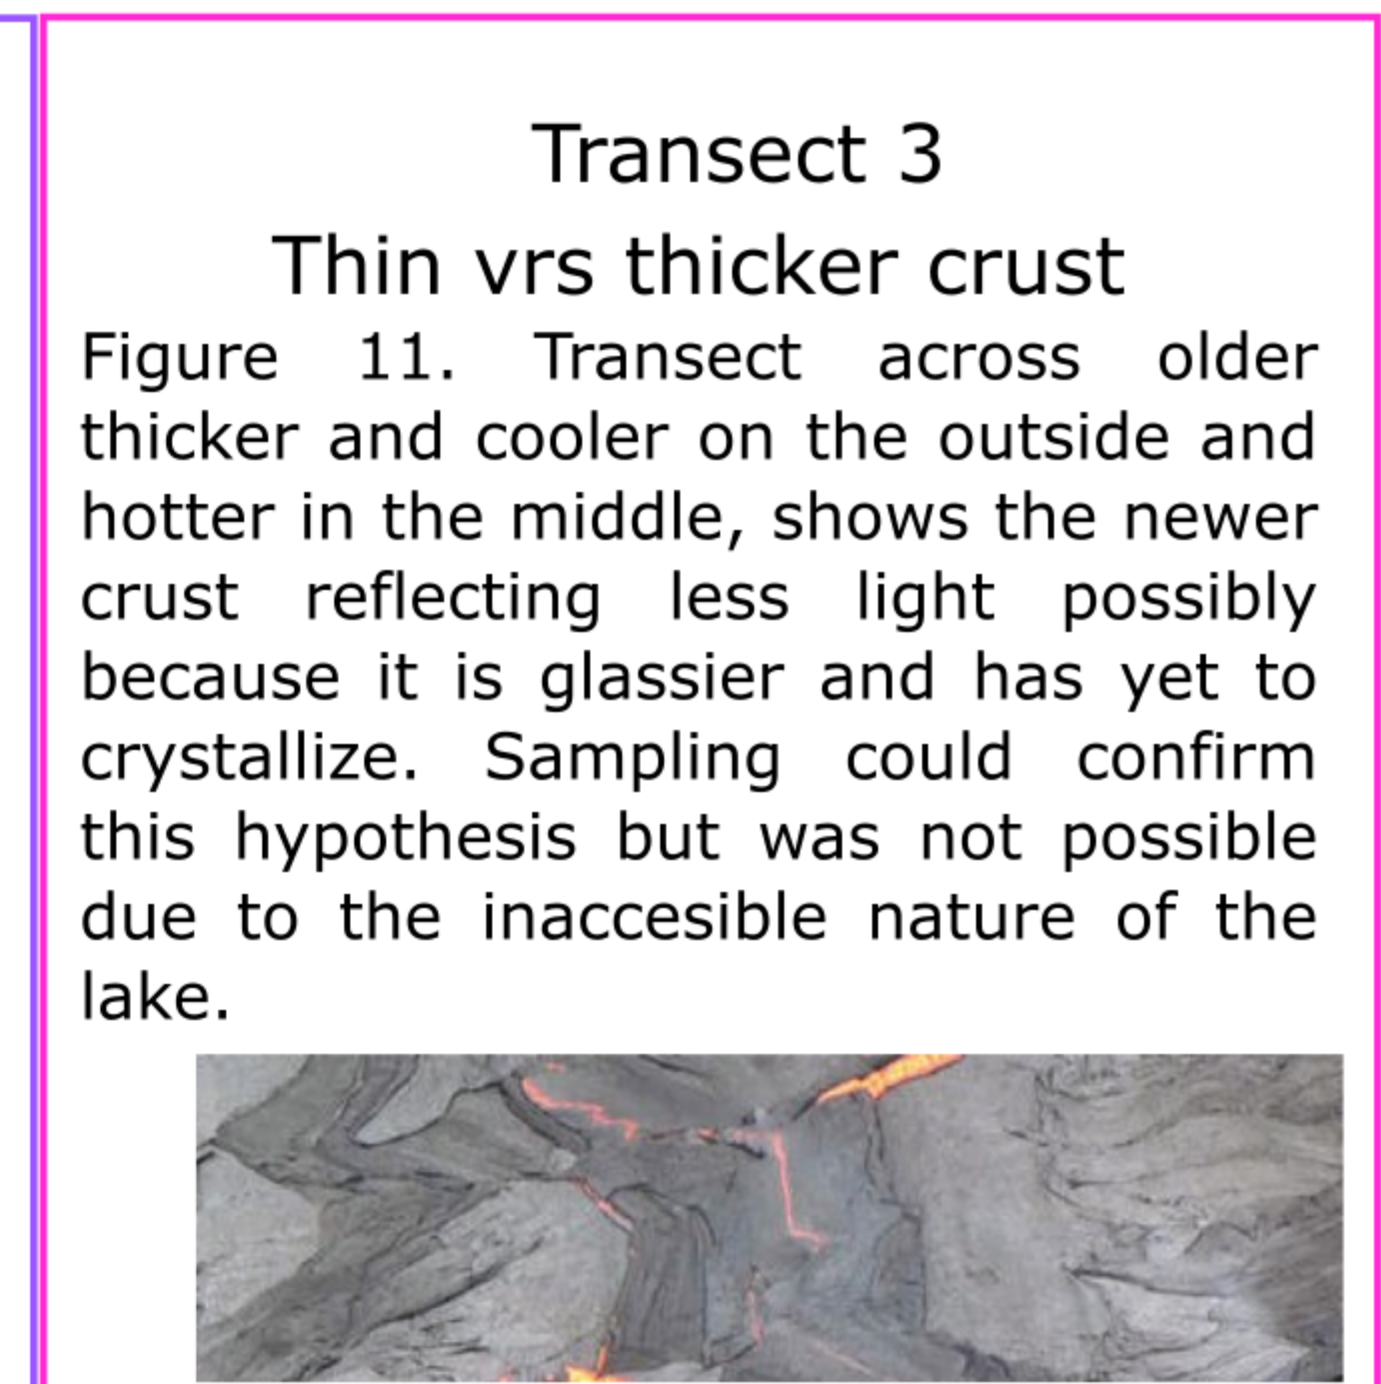 Transect 3
Thin vrs thicker crust
Figure 11. Transect across older
thicker and cooler on the outside and
hotter in the middle, shows the newer
crust reflecting less light possibly
because it is glassier and has yet to
crystallize. Sampling could confirm
this hypothesis but was not possible
due to the inaccesible nature of the
lake.